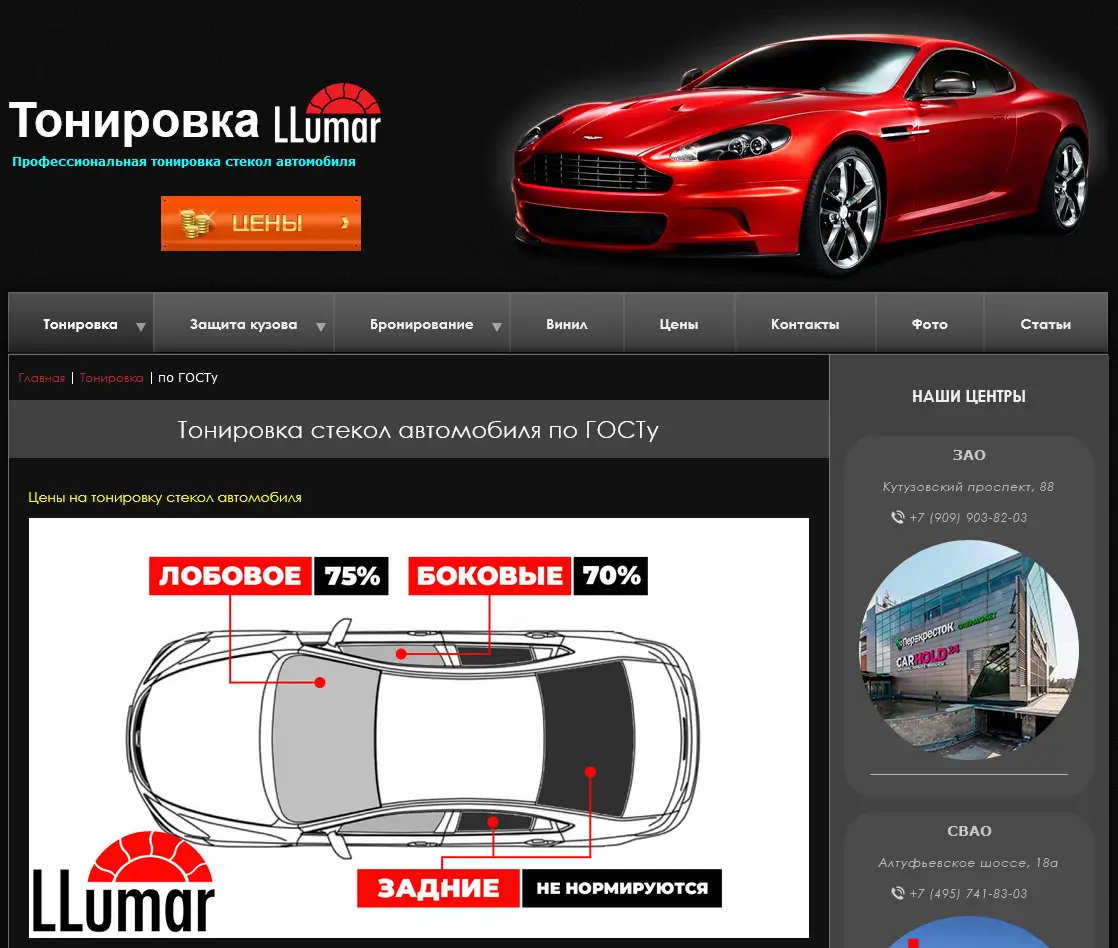 Тонировка LLumar
Профессиональная тонировка стекол автомобиля
ЦЕНЫ
Тонировка
Защита кузова
Бронирование
Винил
Цены
Контакты
Фото
Статьи
Главная | Тонировка | по ГОСТу
Тонировка стекол автомобиля по ГОСТу
Цены на тонировку стекол автомобиля
ЛОБОВОЕ 75%
БОКОВЫЕ 70%
ЗАДНИЕ НЕ НОРМИРУЮТСЯ
LLumar
НАШИ ЦЕНТРЫ
ЗАО
Кутузовский проспект, 88
+7 (909) 903-82-03
Перекресток
CARHOLD24
СВАО
Алтуфьевское шоссе, 18а
+7 (495) 741-83-03